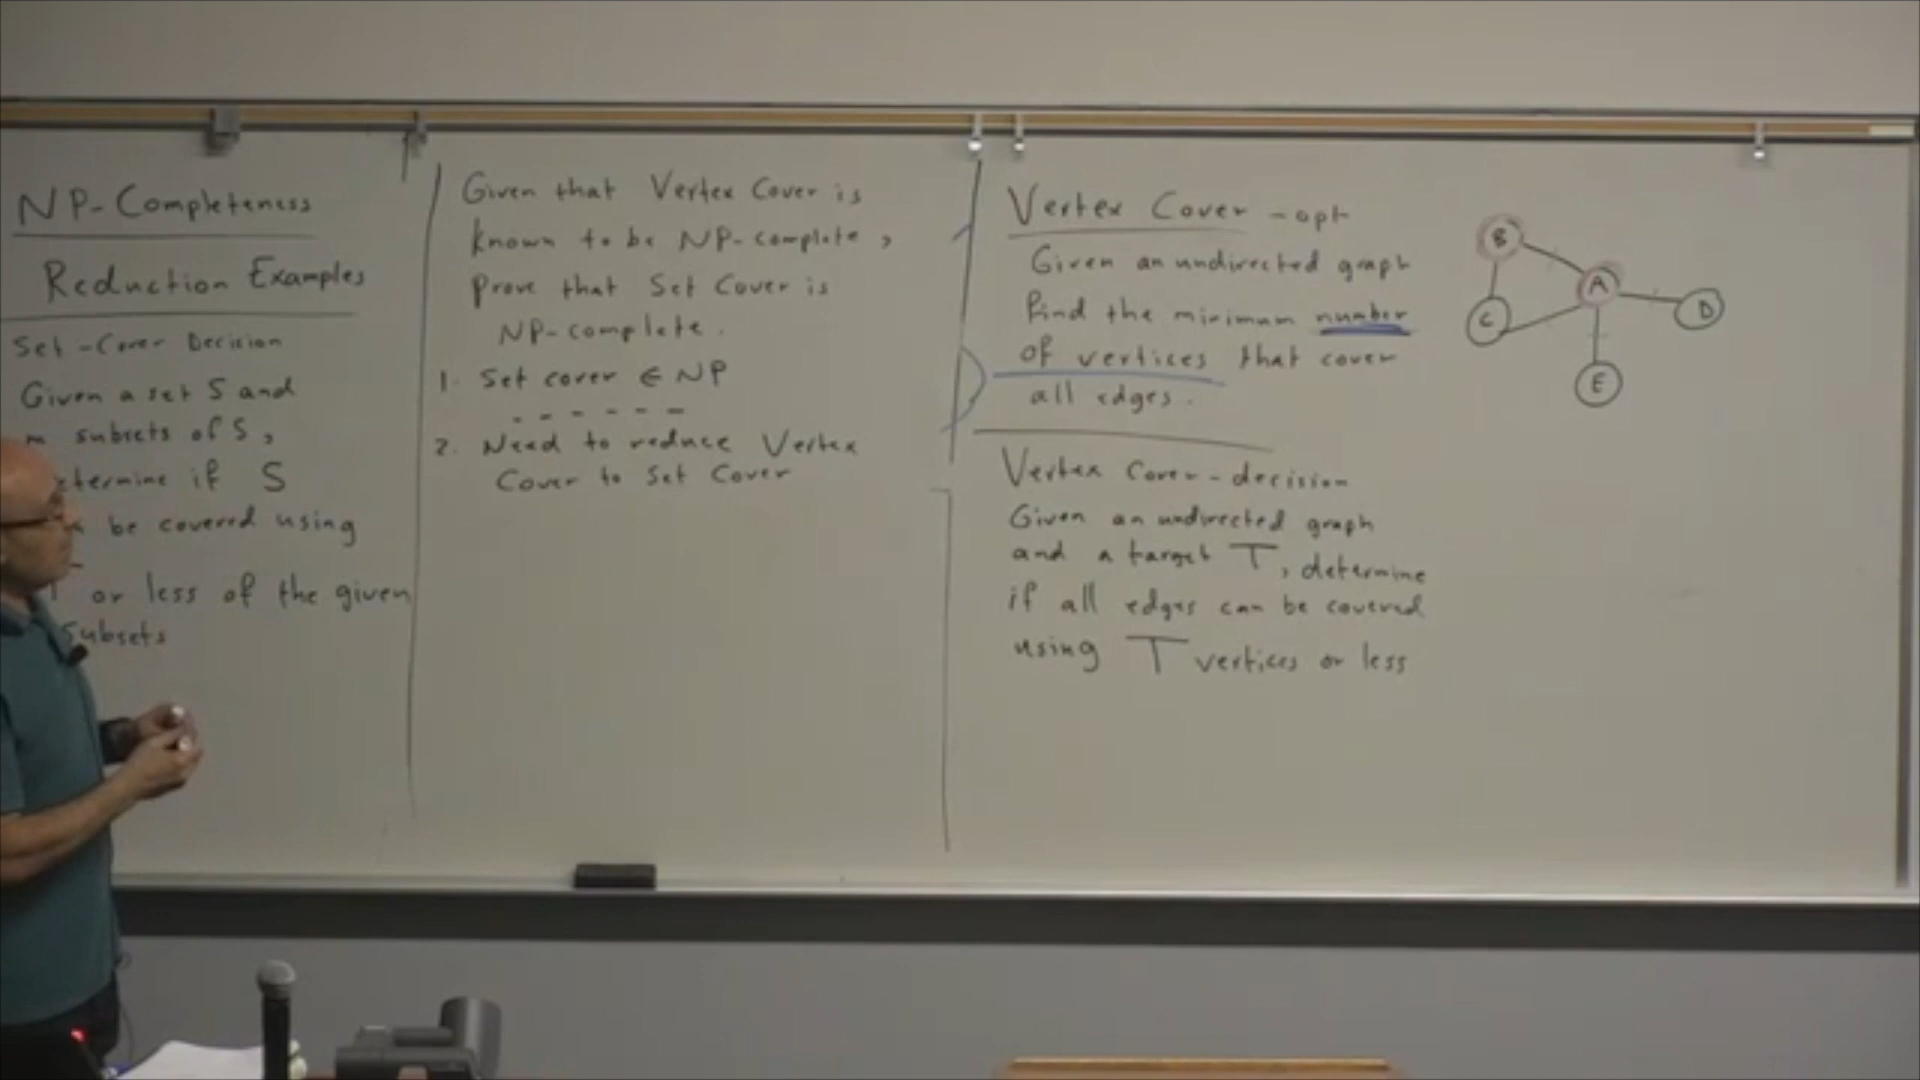 NP-Completeness
Reduction Examples
Set-Cover Decision
Given a set S and
m subsets of S,
etermine if S
be covered using
or less of the given
subsets
Given that Vertex Cover is
known to be NP-complete,
prove that Set Cover is
NP-complete.
1. Set cover ∈ NP
2. Need to reduce Vertex
Cover to Set Cover
Vertex Cover - opt
Given an undirected graph
find the minimum number
of vertices that cover
all edges.
Vertex Cover - decision
Given an undirected graph
and a target T, determine
if all edges can be covered
using T vertices or less
B
A
D
C
E